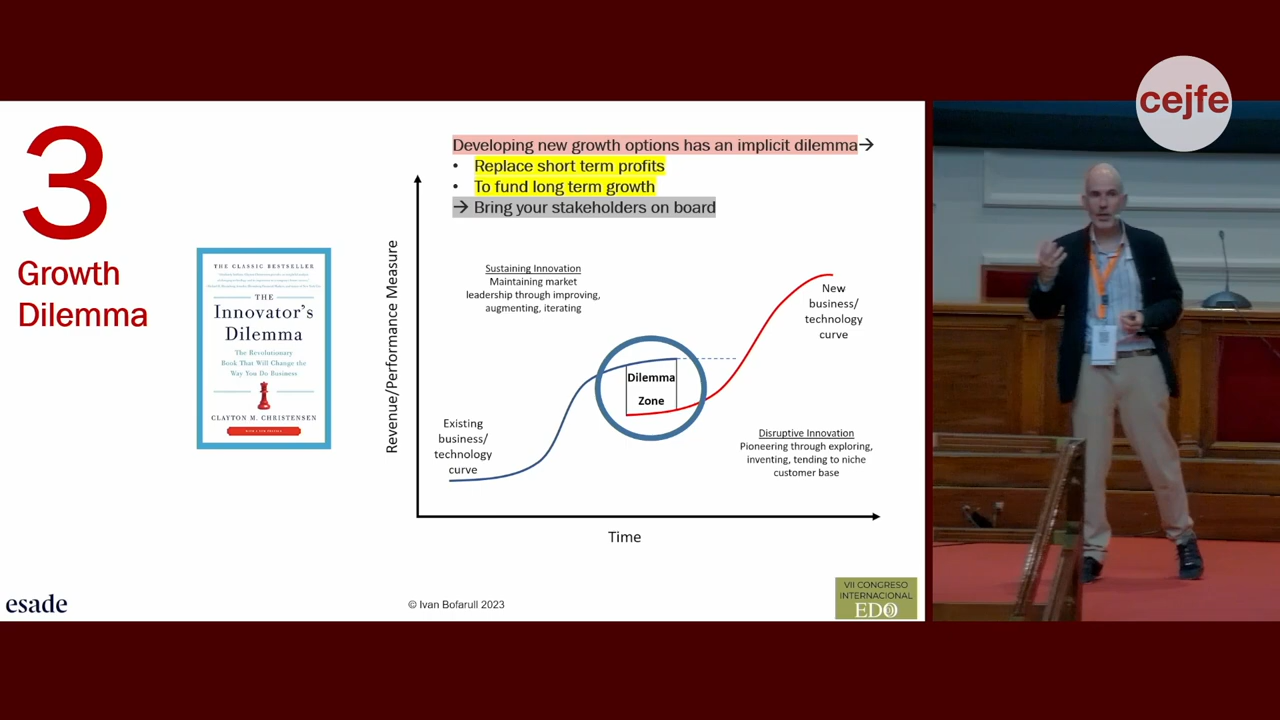 cejfe
3
Growth
Dilemma
Developing new growth options has an implicit dilemma→
• Replace short term profits
• To fund long term growth
→ Bring your stakeholders on board
THE CLASSIC BESTSELLER
THE
Innovator's
Dilemma
The Revolutionary
Book That Will Change the
Way You Do Business
CLAYTON M. CHRISTENSEN
Revenue/Performance Measure
Sustaining Innovation
Maintaining market
leadership through improving,
augmenting, iterating
New
business/
technology
curve
Dilemma
Zone
Existing
business/
technology
curve
Disruptive Innovation
Pioneering through exploring,
inventing, tending to niche
customer base
Time
esade
© Ivan Bofarull 2023
VII CONGRESO
INTERNACIONAL
EDO